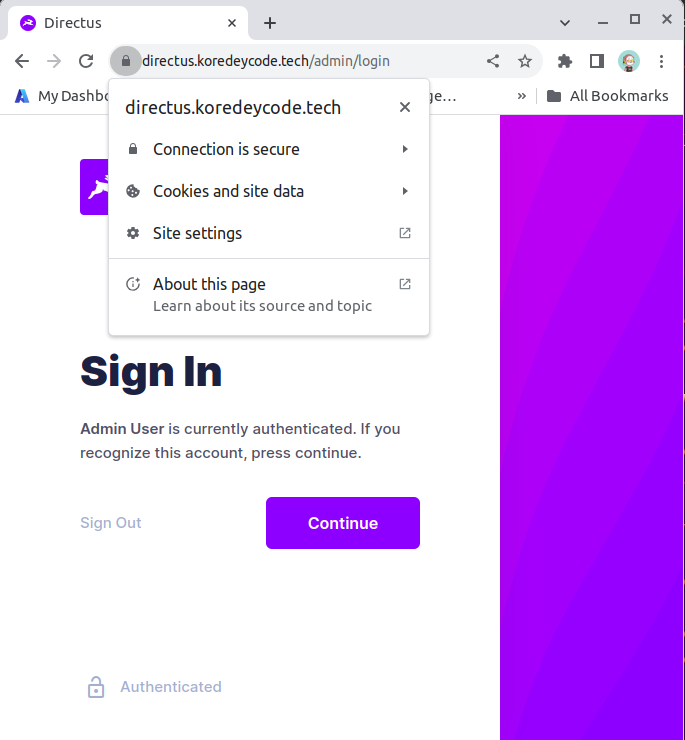 Directus
directus.koredeycode.tech/admin/login
My Dashbo
ge…
»
All Bookmarks
directus.koredeycode.tech
Connection is secure
Cookies and site data
Site settings
About this page
Learn about its source and topic
Sign In
Admin User is currently authenticated. If you
recognize this account, press continue.
Sign Out
Continue
Authenticated